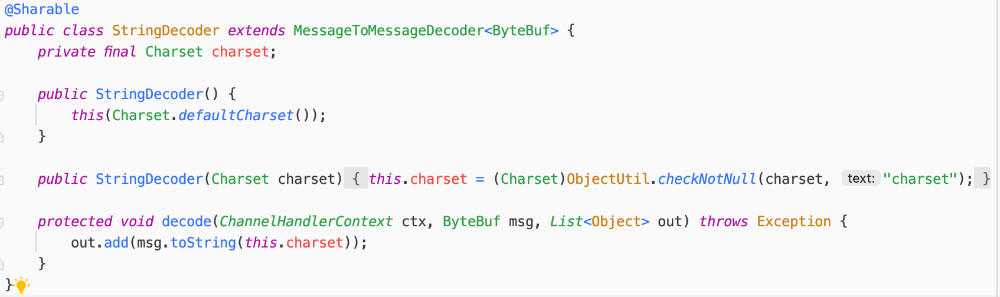 @Sharable
public class StringDecoder extends MessageToMessageDecoder<ByteBuf> {
    private final Charset charset;
    public StringDecoder() {
        this(Charset.defaultCharset());
    }
    public StringDecoder(Charset charset) { this.charset = (Charset)ObjectUtil.checkNotNull(charset, text: "charset"); }
    protected void decode(ChannelHandlerContext ctx, ByteBuf msg, List<Object> out) throws Exception {
        out.add(msg.toString(this.charset));
    }
}